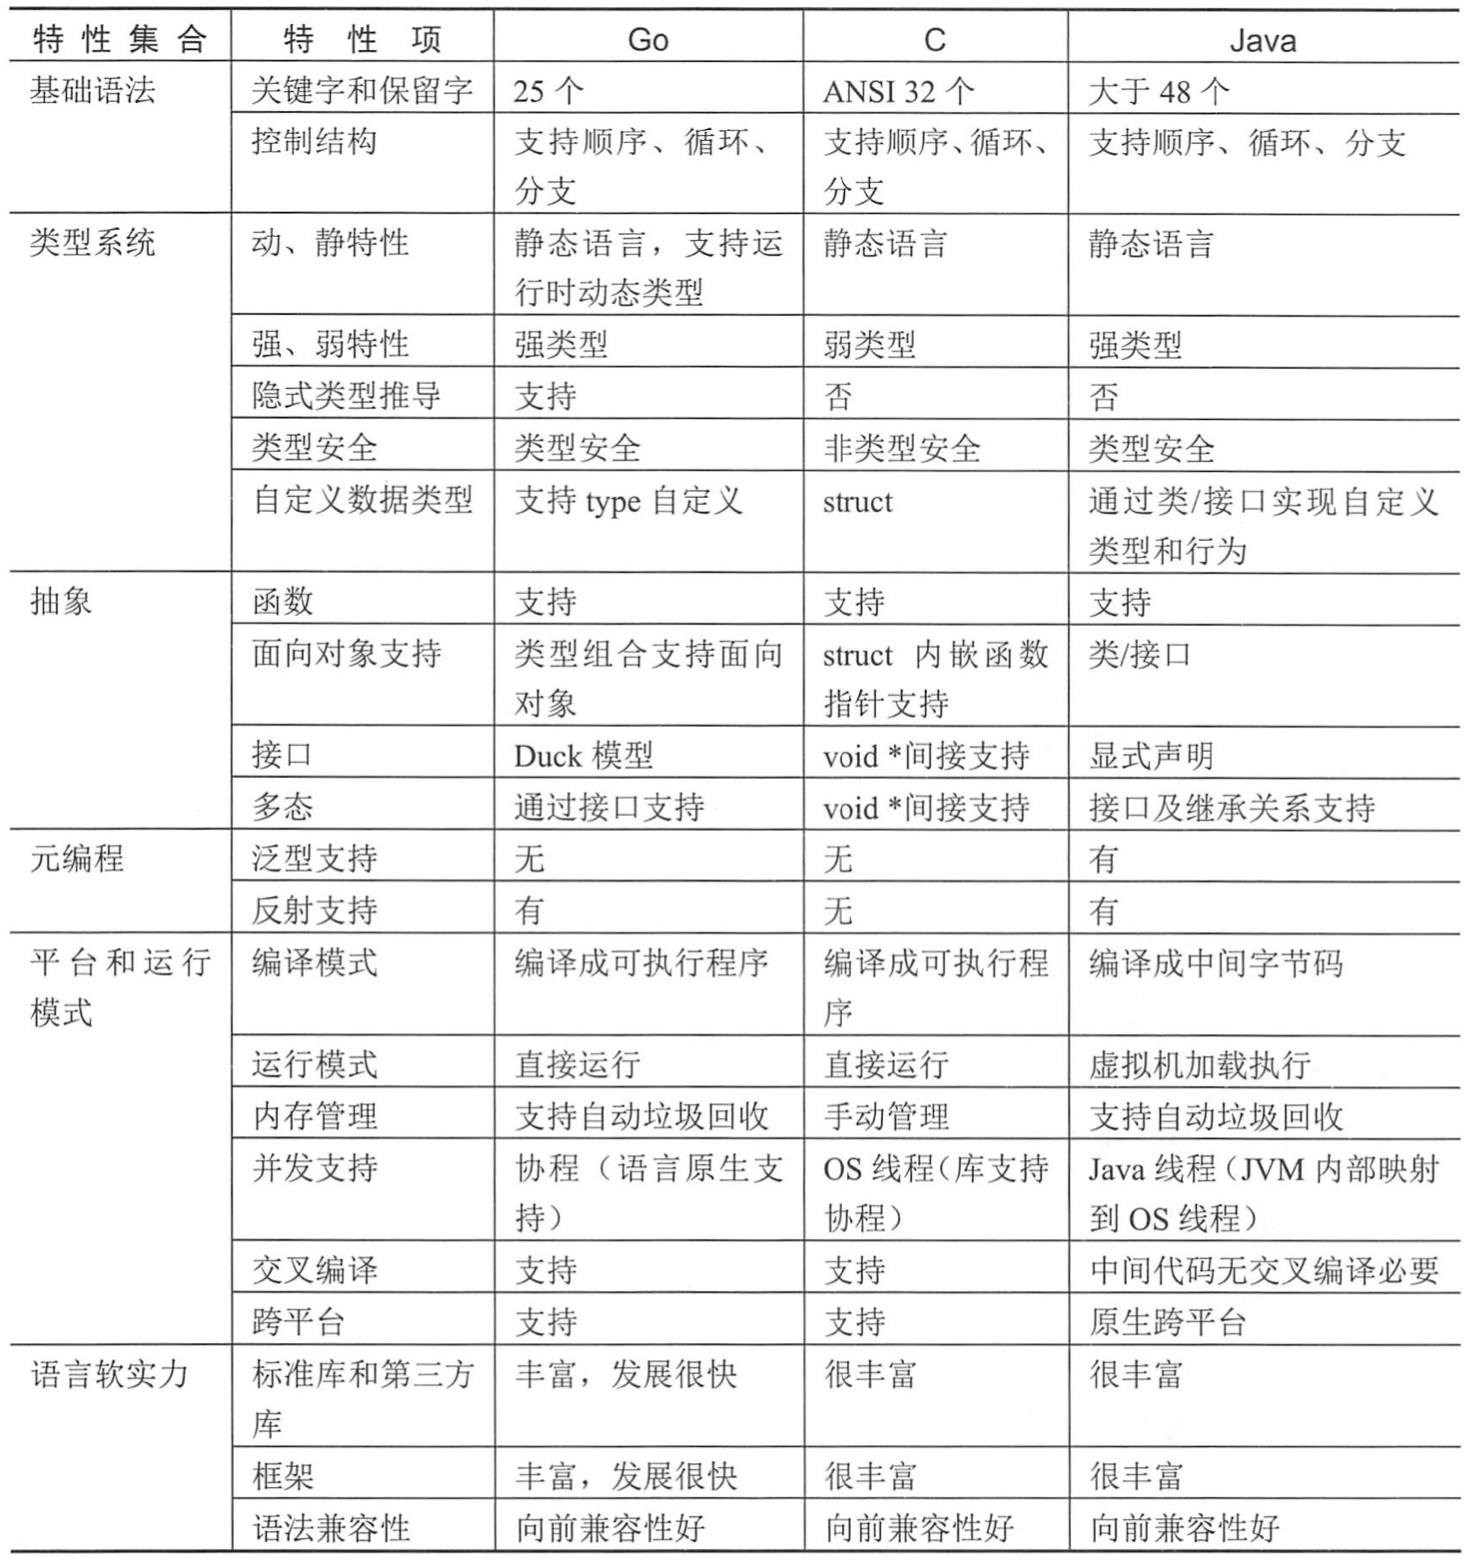 特性集合 特性项 Go C Java
基础语法 关键字和保留字 25 个 ANSI 32 个 大于 48 个
控制结构 支持顺序、循环、 支持顺序、循环、 支持顺序、循环、分支
分支 分支
类型系统 动、静特性 静态语言，支持运 静态语言 静态语言
行时动态类型
强、弱特性 强类型 弱类型 强类型
隐式类型推导 支持 否 否
类型安全 类型安全 非类型安全 类型安全
自定义数据类型 支持 type 自定义 struct 通过类/接口实现自定义
类型和行为
抽象 函数 支持 支持 支持
面向对象支持 类型组合支持面向 struct 内嵌函数 类/接口
对象 指针支持
接口 Duck 模型 void *间接支持 显式声明
多态 通过接口支持 void *间接支持 接口及继承关系支持
元编程 泛型支持 无 无 有
反射支持 有 无 有
平台和运行 编译模式 编译成可执行程序 编译成可执行程 编译成中间字节码
模式 序
运行模式 直接运行 直接运行 虚拟机加载执行
内存管理 支持自动垃圾回收 手动管理 支持自动垃圾回收
并发支持 协程（语言原生支 OS 线程（库支持 Java 线程（JVM 内部映射
持） 协程） 到 OS 线程）
交叉编译 支持 支持 中间代码无交叉编译必要
跨平台 支持 支持 原生跨平台
语言软实力 标准库和第三方 丰富，发展很快 很丰富 很丰富
库
框架 丰富，发展很快 很丰富 很丰富
语法兼容性 向前兼容性好 向前兼容性好 向前兼容性好